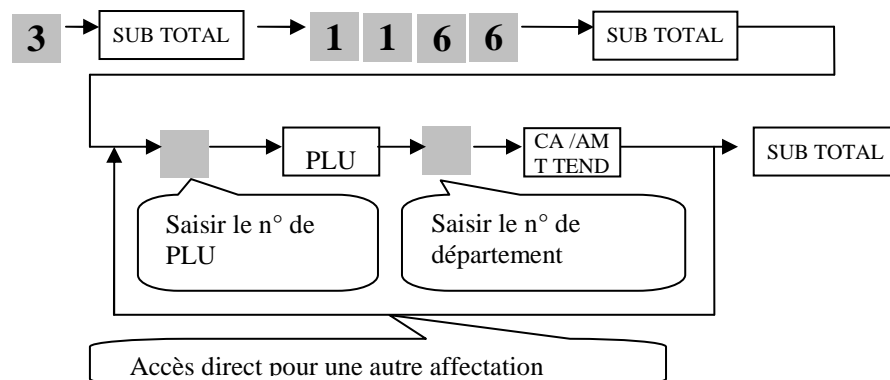 3 SUB TOTAL 1 1 6 6 SUB TOTAL
PLU CA /AM
T TEND SUB TOTAL
Saisir le n° de
PLU
Saisir le n° de
département
Accès direct pour une autre affectation